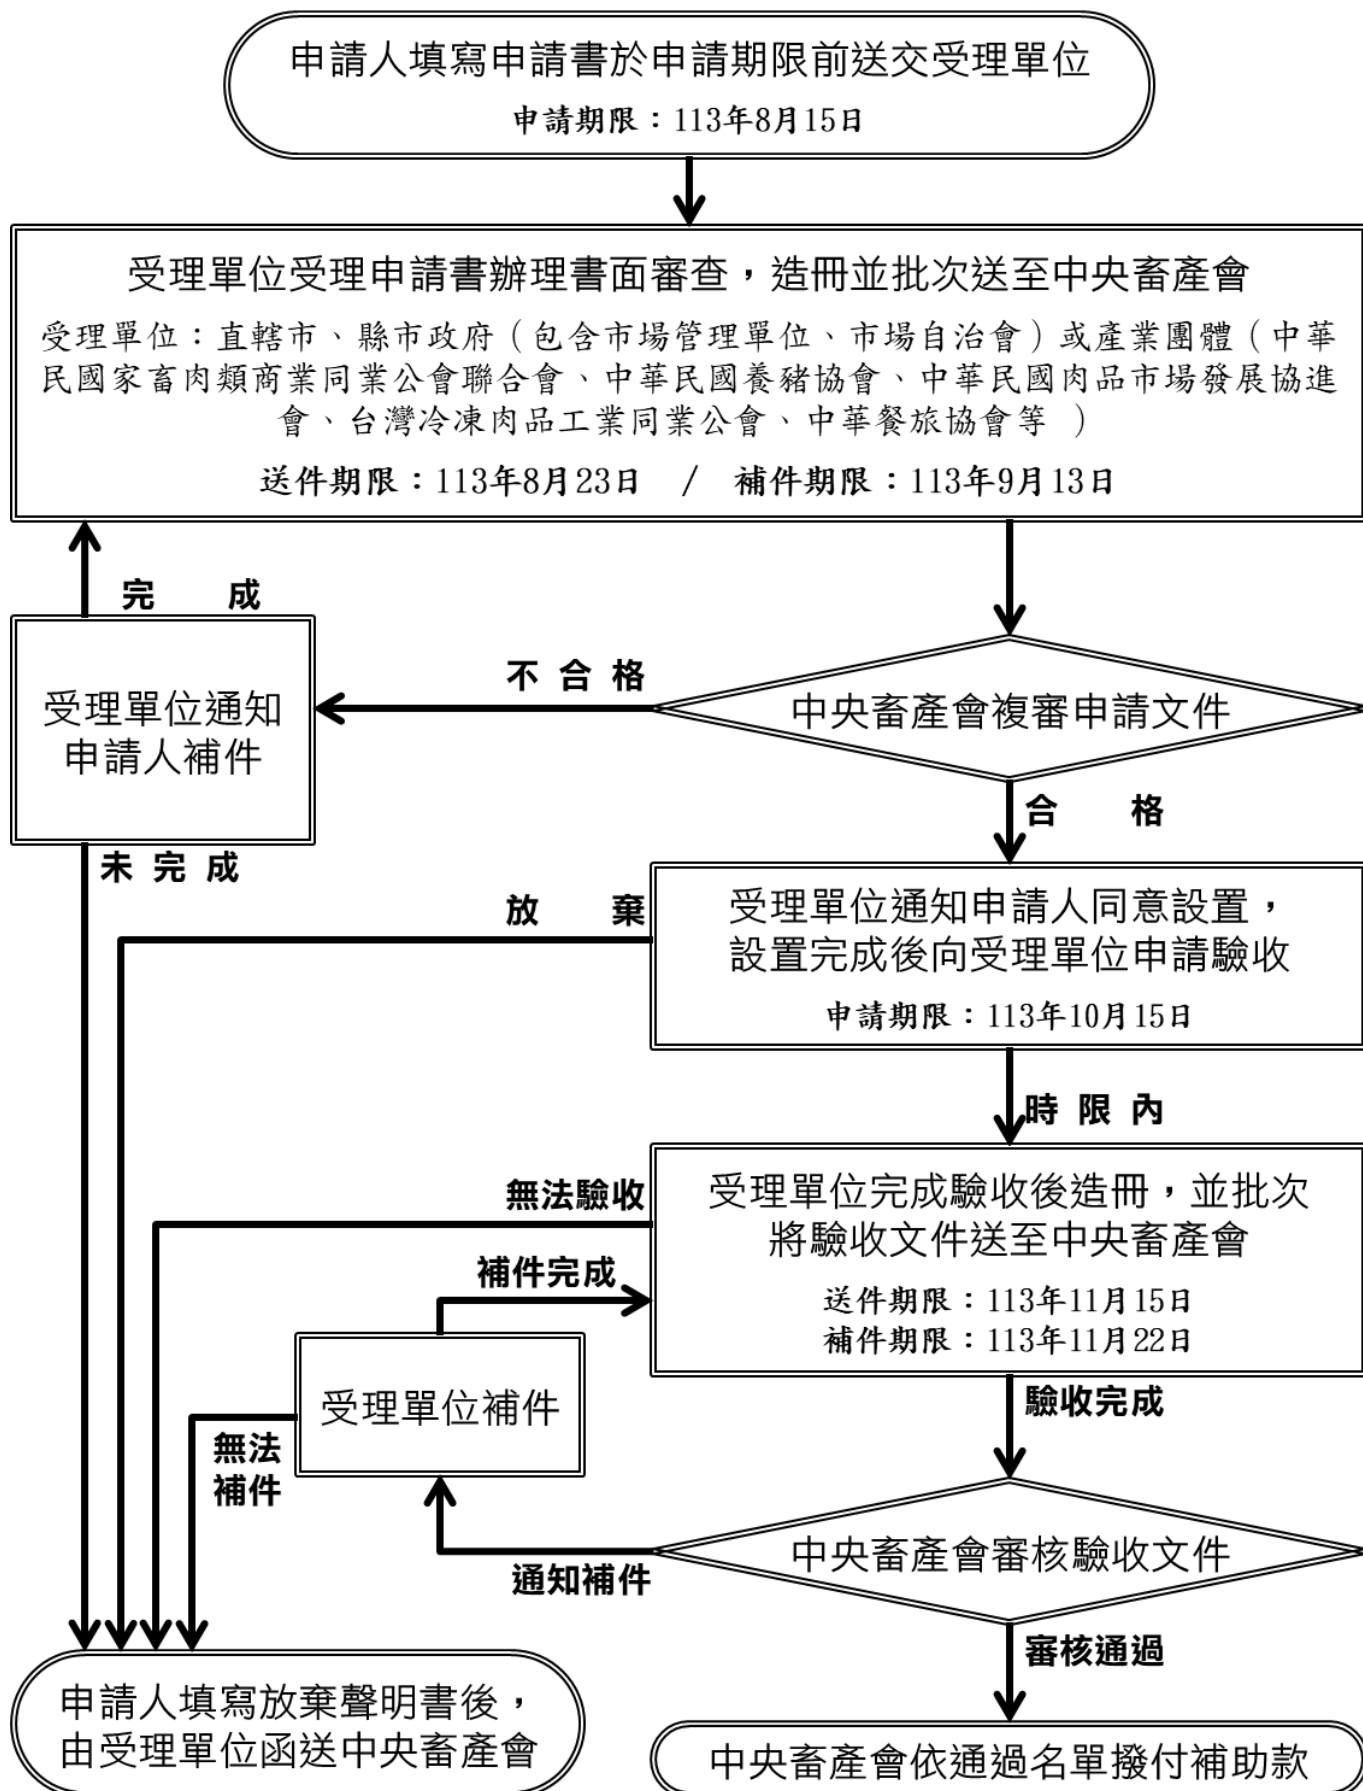 申請人填寫申請書於申請期限前送交受理單位
申請期限：113年8月15日
受理單位受理申請書辦理書面審查，造冊並批次送至中央畜產會
受理單位：直轄市、縣市政府（包含市場管理單位、市場自治會）或產業團體（中華
民國家畜肉類商業同業公會聯合會、中華民國養豬協會、中華民國肉品市場發展協進
會、台灣冷凍肉品工業同業公會、中華餐旅協會等 ）
送件期限：113年8月23日 / 補件期限：113年9月13日
完 成
不 合 格
受理單位通知
申請人補件
中央畜產會複審申請文件
合 格
未 完 成
放 棄
受理單位通知申請人同意設置，
設置完成後向受理單位申請驗收
申請期限：113年10月15日
時 限 內
無法驗收
受理單位完成驗收後造冊，並批次
將驗收文件送至中央畜產會
補件完成
送件期限：113年11月15日
補件期限：113年11月22日
受理單位補件
驗收完成
無法
補件
中央畜產會審核驗收文件
通知補件
審核通過
申請人填寫放棄聲明書後，
由受理單位函送中央畜產會
中央畜產會依通過名單撥付補助款